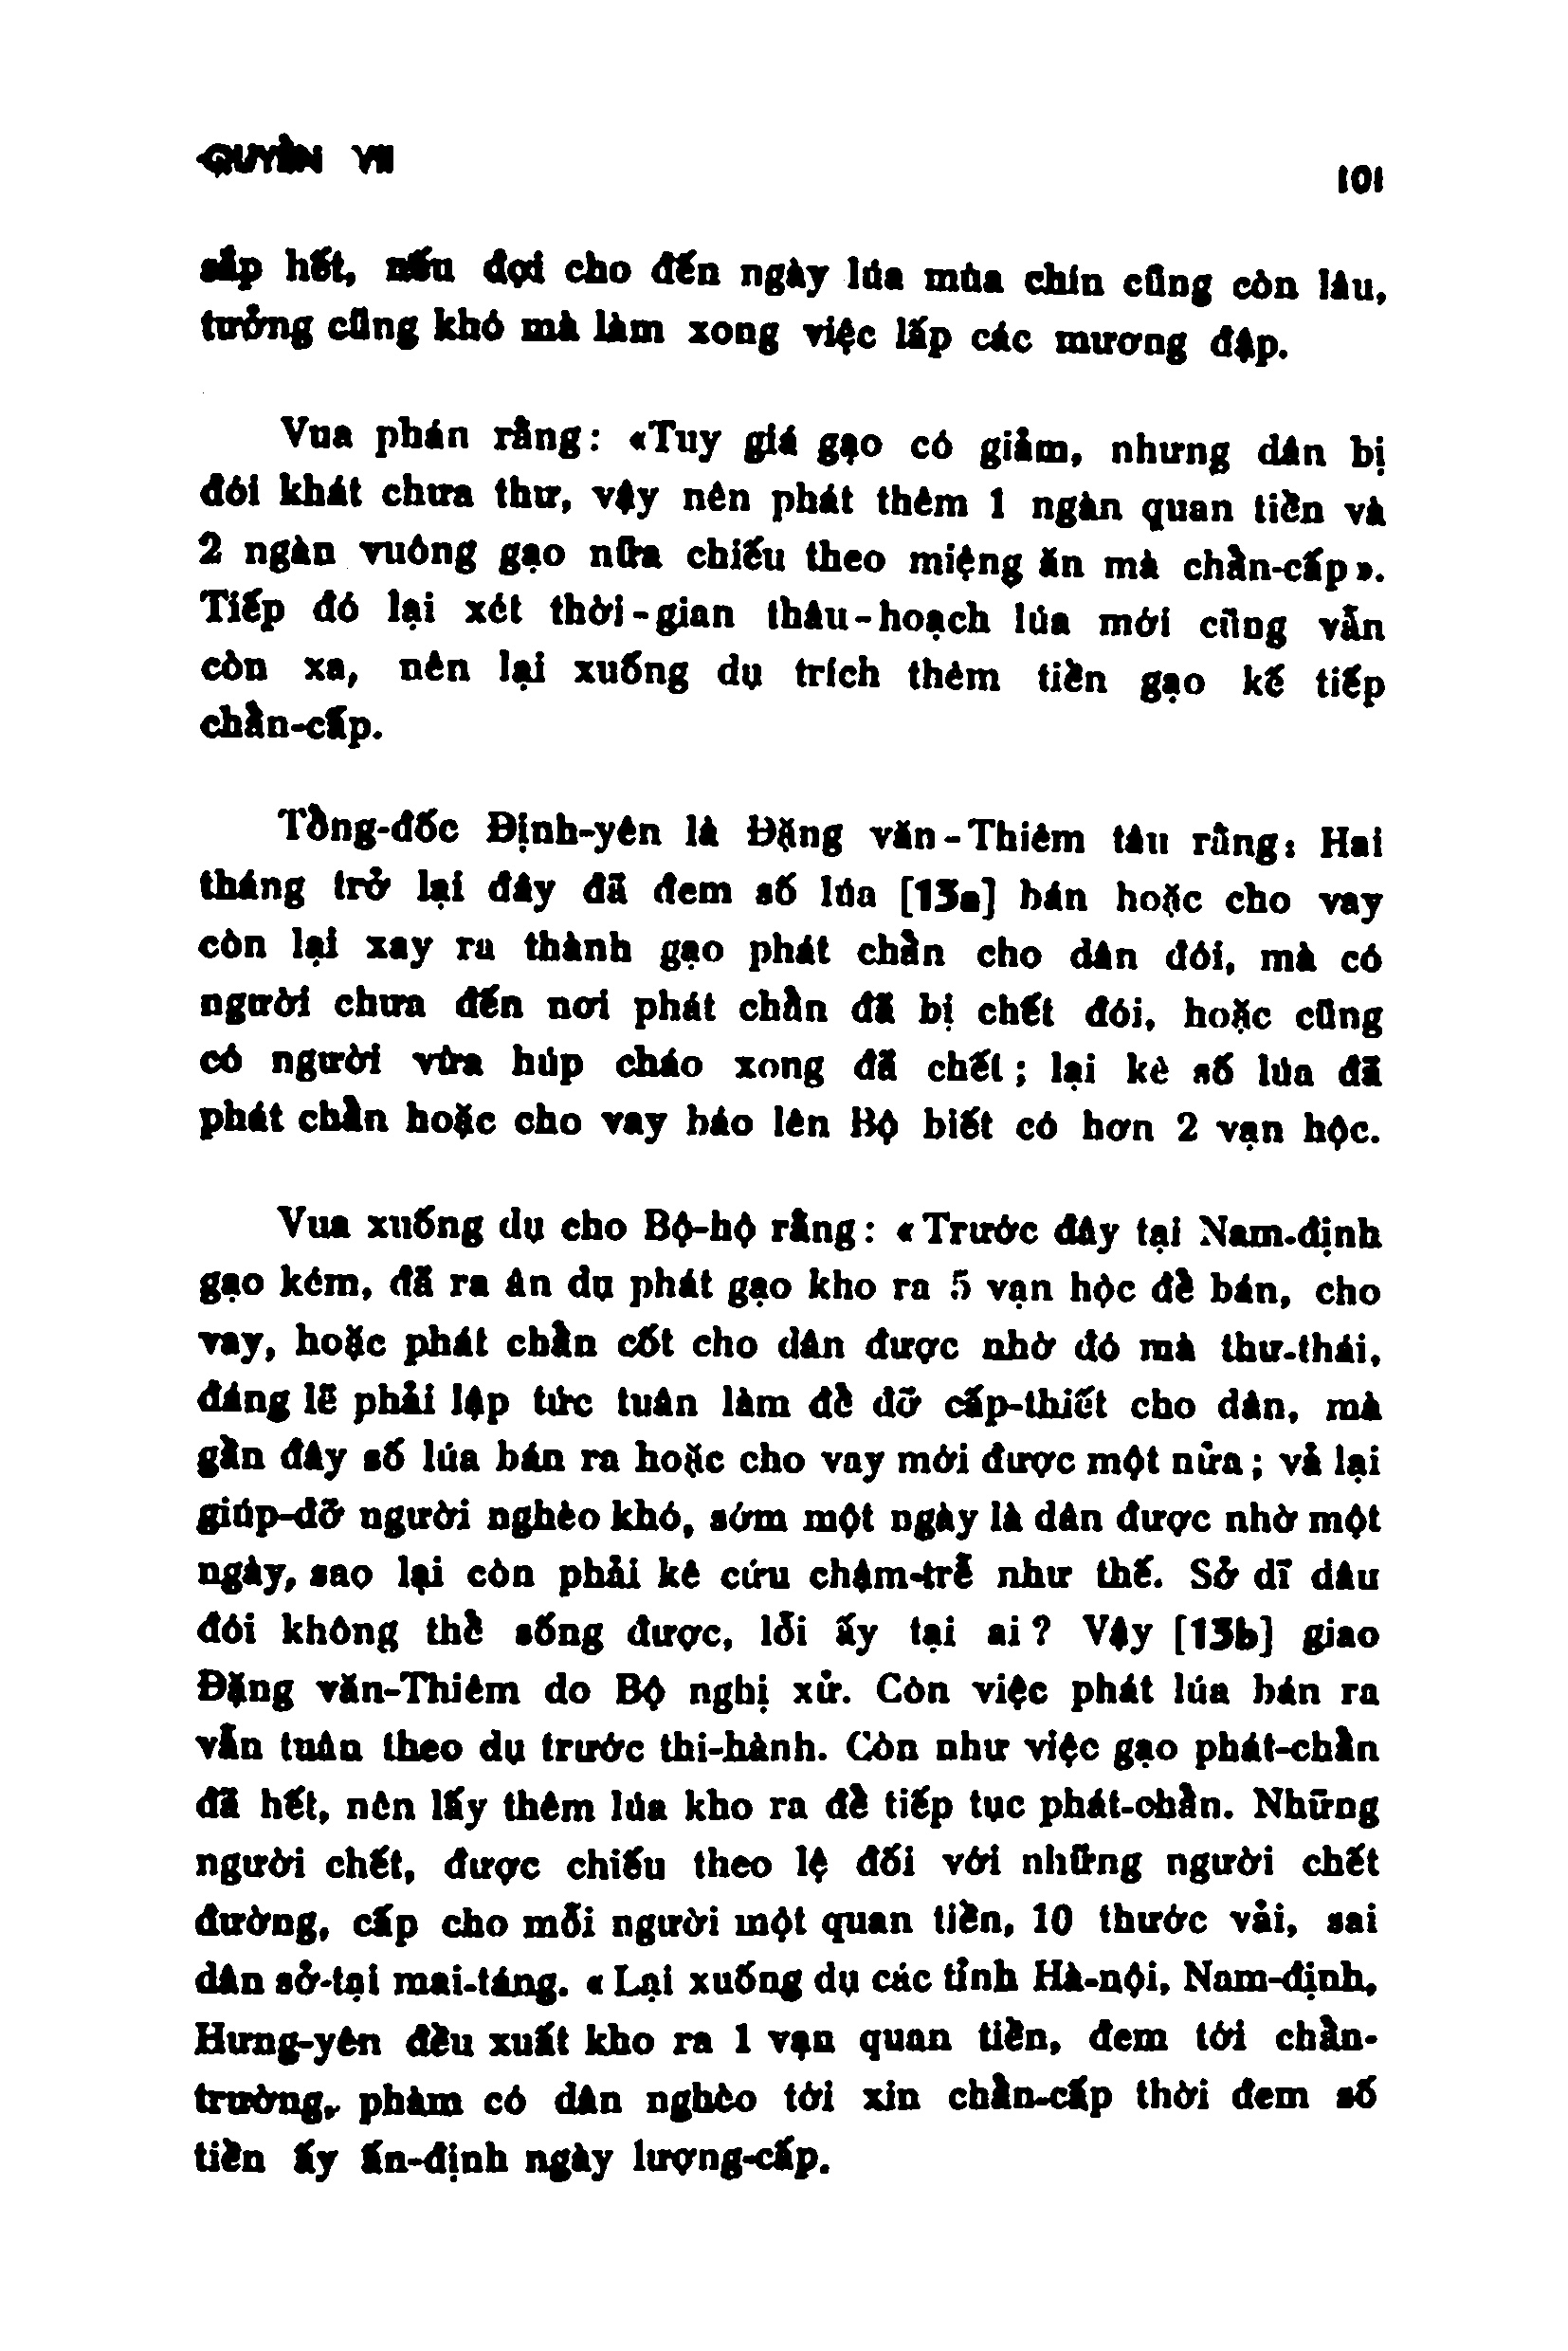 QUYỂN VII
101
sắp hết, nếu đợi cho đến ngày lúa mùa chín cũng còn lâu,
tưởng cũng khó mà làm xong việc lấp các mương đập.
Vua phán rằng: «Tuy giá gạo có giảm, nhưng dân bị
đói khát chưa thư, vậy nên phát thêm 1 ngàn quan tiền và
2 ngàn vuông gạo nữa chiếu theo miệng ăn mà chẩn-cấp».
Tiếp đó lại xét thời-gian thâu-hoạch lúa mới cũng vẫn
còn xa, nên lại xuống dụ trích thêm tiền gạo kế tiếp
chẩn-cấp.
Tổng-đốc Định-yên là Đặng văn-Thiêm tâu rằng: Hai
tháng trở lại đây đã đem số lúa [13a] bán hoặc cho vay
còn lại xay ra thành gạo phát chẩn cho dân đói, mà có
người chưa đến nơi phát chẩn đã bị chết đói, hoặc cũng
có người vừa húp cháo xong đã chết; lại kê số lúa đã
phát chẩn hoặc cho vay báo lên Bộ biết có hơn 2 vạn hộc.
Vua xuống dụ cho Bộ-hộ rằng: «Trước đây tại Nam-định
gạo kém, đã ra ân dụ phát gạo kho ra 5 vạn hộc để bán, cho
vay, hoặc phát chẩn cốt cho dân được nhờ đó mà thư-thái,
đáng lẽ phải lập tức tuân làm để đỡ cấp-thiết cho dân, mà
gần đây số lúa bán ra hoặc cho vay mới được một nửa; vả lại
giúp-đỡ người nghèo khó, sớm một ngày là dân được nhờ một
ngày, sao lại còn phải kê cứu chậm-trễ như thế. Sở dĩ dân
đói không thể sống được, lỗi ấy tại ai? Vậy [13b] giao
Đặng văn-Thiêm do Bộ nghị xử. Còn việc phát lúa bán ra
vẫn tuân theo dụ trước thi-hành. Còn như việc gạo phát-chẩn
đã hết, nên lấy thêm lúa kho ra để tiếp tục phát-chẩn. Những
người chết, được chiếu theo lệ đối với những người chết
đường, cấp cho mỗi người một quan tiền, 10 thước vải, sai
dân sở-tại mai-táng. «Lại xuống dụ các tỉnh Hà-nội, Nam-định,
Hưng-yên đều xuất kho ra 1 vạn quan tiền, đem tới chẩn-
trường, phàm có dân nghèo tới xin chẩn-cấp thời đem số
tiền ấy ấn-định ngày lượng-cấp.